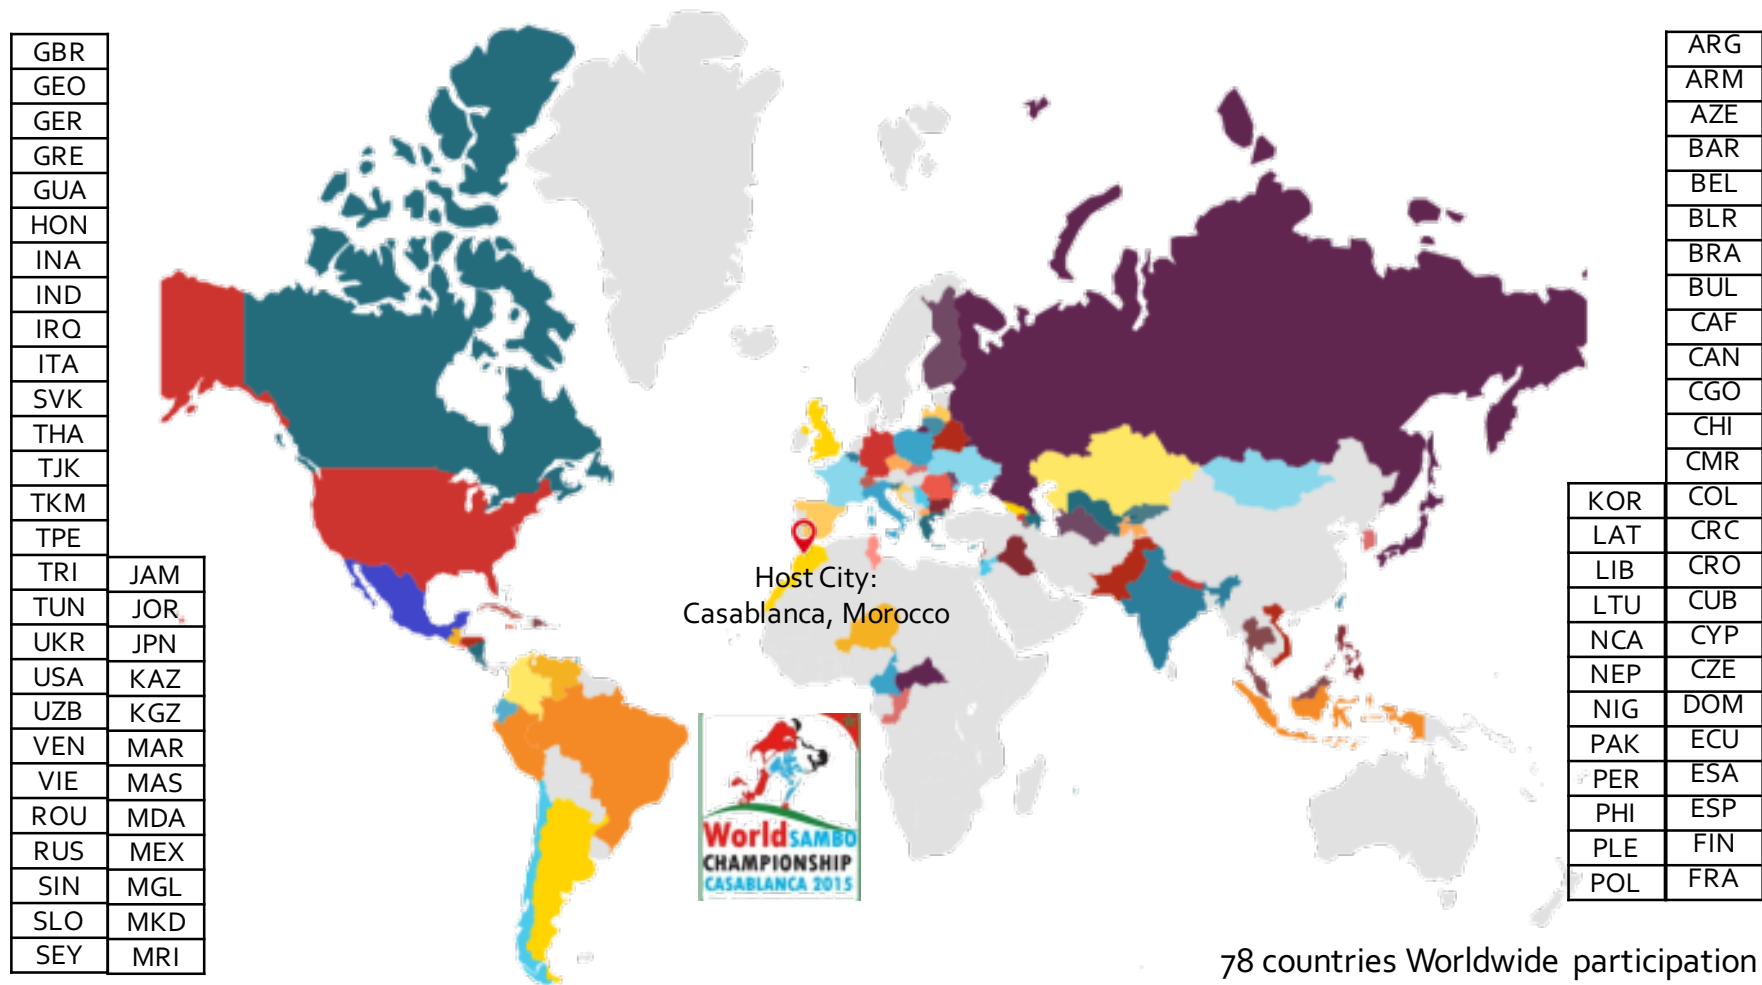 GBR
GEO
GER
GRE
GUA
HON
INA
IND
IRQ
ITA
SVK
THA
TJK
TKM
TPE
TRI
TUN
UKR
USA
UZB
VEN
VIE
ROU
RUS
SIN
SLO
SEY
JAM
JOR
JPN
KAZ
KGZ
MAR
MAS
MDA
MEX
MGL
MKD
MRI
Host City:
Casablanca, Morocco
World SAMBO
CHAMPIONSHIP
CASABLANCA 2015
KOR
LAT
LIB
LTU
NCA
NEP
NIG
PAK
PER
PHI
PLE
POL
ARG
ARM
AZE
BAR
BEL
BLR
BRA
BUL
CAF
CAN
CGO
CHI
CMR
COL
CRC
CRO
CUB
CYP
CZE
DOM
ECU
ESA
ESP
FIN
FRA
78 countries Worldwide participation